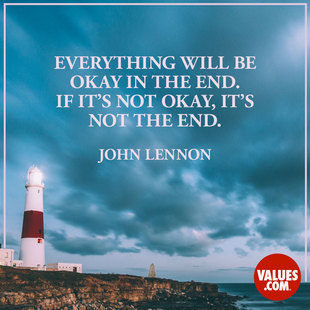 EVERYTHING WILL BE
OKAY IN THE END.
IF IT'S NOT OKAY, IT'S
NOT THE END.
JOHN LENNON
VALUES
.COM®